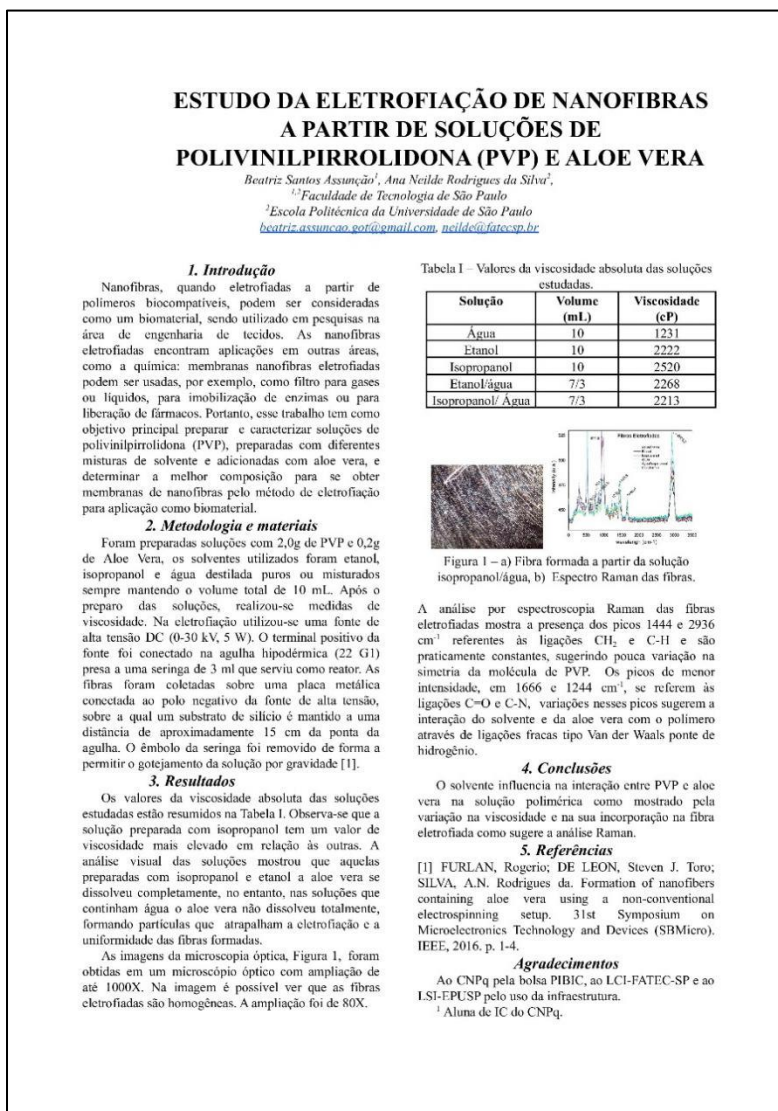 ESTUDO DA ELETROFIAÇÃO DE NANOFIBRAS
A PARTIR DE SOLUÇÕES DE
POLIVINILPIRROLIDONA (PVP) E ALOE VERA
Beatriz Santos Assunção¹, Ana Neilde Rodrigues da Silva²,
¹,²Faculdade de Tecnologia de São Paulo
²Escola Politécnica da Universidade de São Paulo
beatriz.assuncao.got@gmail.com, neilde@fatecsp.br
1. Introdução
Nanofibras, quando eletrofiadas a partir de
polímeros biocompatíveis, podem ser consideradas
como um biomaterial, sendo utilizado em pesquisas na
área de engenharia de tecidos. As nanofibras
eletrofiadas encontram aplicações em outras áreas,
como a química: membranas nanofibras eletrofiadas
podem ser usadas, por exemplo, como filtro para gases
ou líquidos, para imobilização de enzimas ou para
liberação de fármacos. Portanto, esse trabalho tem como
objetivo principal preparar e caracterizar soluções de
polivinilpirrolidona (PVP), preparadas com diferentes
misturas de solvente e adicionadas com aloe vera, e
determinar a melhor composição para se obter
membranas de nanofibras pelo método de eletrofiação
para aplicação como biomaterial.
2. Metodologia e materiais
Foram preparadas soluções com 2,0g de PVP e 0,2g
de Aloe Vera, os solventes utilizados foram etanol,
isopropanol e água destilada puros ou misturados
sempre mantendo o volume total de 10 mL. Após o
preparo das soluções, realizou-se medidas de
viscosidade. Na eletrofiação utilizou-se uma fonte de
alta tensão DC (0-30 kV, 5 W). O terminal positivo da
fonte foi conectado na agulha hipodérmica (22 G1)
presa a uma seringa de 3 ml que serviu como reator. As
fibras foram coletadas sobre uma placa metálica
conectada ao polo negativo da fonte de alta tensão,
sobre a qual um substrato de silício é mantido a uma
distância de aproximadamente 15 cm da ponta da
agulha. O êmbolo da seringa foi removido de forma a
permitir o gotejamento da solução por gravidade [1].
3. Resultados
Os valores da viscosidade absoluta das soluções
estudadas estão resumidos na Tabela I. Observa-se que a
solução preparada com isopropanol tem um valor de
viscosidade mais elevado em relação às outras. A
análise visual das soluções mostrou que aquelas
preparadas com isopropanol e etanol a aloe vera se
dissolveu completamente, no entanto, nas soluções que
continham água o aloe vera não dissolveu totalmente,
formando partículas que atrapalham a eletrofiação e a
uniformidade das fibras formadas.
As imagens da microscopia óptica, Figura 1, foram
obtidas em um microscópio óptico com ampliação de
até 1000X. Na imagem é possível ver que as fibras
eletrofiadas são homogêneas. A ampliação foi de 80X.
Tabela I – Valores da viscosidade absoluta das soluções
estudadas.
Solução Volume (mL) Viscosidade (cP)
Água 10 1231
Etanol 10 2222
Isopropanol 10 2520
Etanol/água 7/3 2268
Isopropanol/ Água 7/3 2213
Fibras Eletrofiadas
0 500 1000 1500 2000 2500 3000 3500
Figura 1 – a) Fibra formada a partir da solução
isopropanol/água, b) Espectro Raman das fibras.
A análise por espectroscopia Raman das fibras
eletrofiadas mostra a presença dos picos 1444 e 2936
cm⁻¹ referentes às ligações CH₂ e C-H e são
praticamente constantes, sugerindo pouca variação na
simetria da molécula de PVP. Os picos de menor
intensidade, em 1666 e 1244 cm⁻¹, se referem às
ligações C=O e C-N, variações nesses picos sugerem a
interação do solvente e da aloe vera com o polímero
através de ligações fracas tipo Van der Waals ponte de
hidrogênio.
4. Conclusões
O solvente influencia na interação entre PVP e aloe
vera na solução polimérica como mostrado pela
variação na viscosidade e na sua incorporação na fibra
eletrofiada como sugere a análise Raman.
5. Referências
[1] FURLAN, Rogerio; DE LEON, Steven J. Toro;
SILVA, A.N. Rodrigues da. Formation of nanofibers
containing aloe vera using a non-conventional
electrospinning setup. 31st Symposium on
Microelectronics Technology and Devices (SBMicro).
IEEE, 2016. p. 1-4.
Agradecimentos
Ao CNPq pela bolsa PIBIC, ao LCI-FATEC-SP e ao
LSI-EPUSP pelo uso da infraestrutura.
¹ Aluna de IC do CNPq.